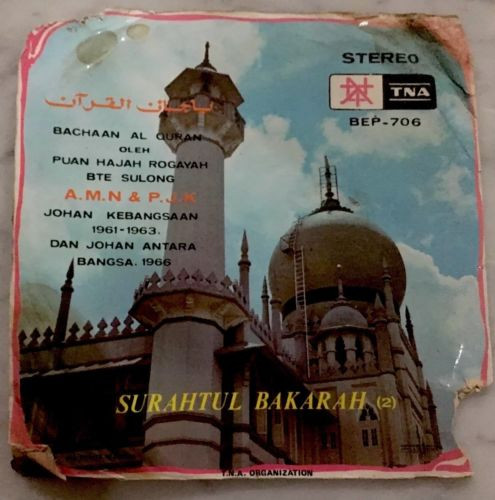 STEREO
TNA
BEP-706
باچاءن القرآن
BACHAAN AL QURAN
OLEH
PUAN HAJAH ROGAYAH
BTE SULONG
A.M.N & P.J.K
JOHAN KEBANGSAAN
1961-1963.
DAN JOHAN ANTARA
BANGSA. 1966
SURAHTUL BAKARAH (2)
T.N.A. ORGANIZATION